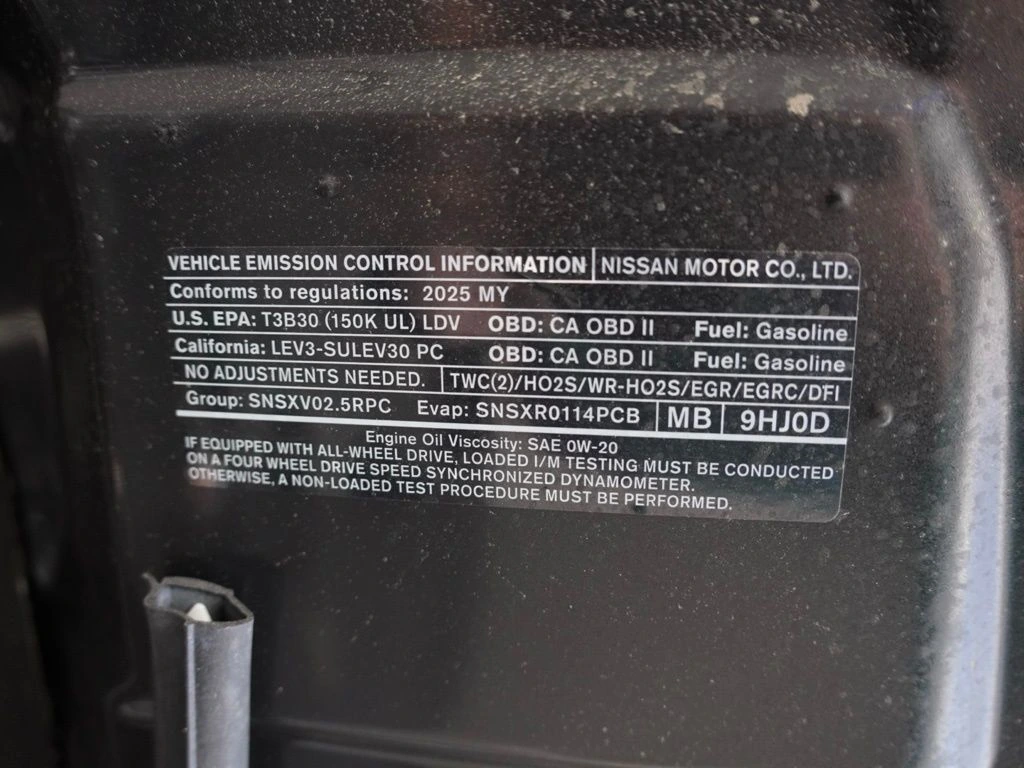 VEHICLE EMISSION CONTROL INFORMATION NISSAN MOTOR CO., LTD.
Conforms to regulations: 2025 MY
U.S. EPA: T3B30 (150K UL) LDV OBD: CA OBD II Fuel: Gasoline
California: LEV3-SULEV30 PC OBD: CA OBD II Fuel: Gasoline
NO ADJUSTMENTS NEEDED. TWC(2)/HO2S/WR-HO2S/EGR/EGRC/DFI
Group: SNSXV02.5RPC Evap: SNSXR0114PCB MB 9HJ0D
Engine Oil Viscosity: SAE 0W-20
IF EQUIPPED WITH ALL-WHEEL DRIVE, LOADED I/M TESTING MUST BE CONDUCTED
ON A FOUR WHEEL DRIVE SPEED SYNCHRONIZED DYNAMOMETER.
OTHERWISE, A NON-LOADED TEST PROCEDURE MUST BE PERFORMED.